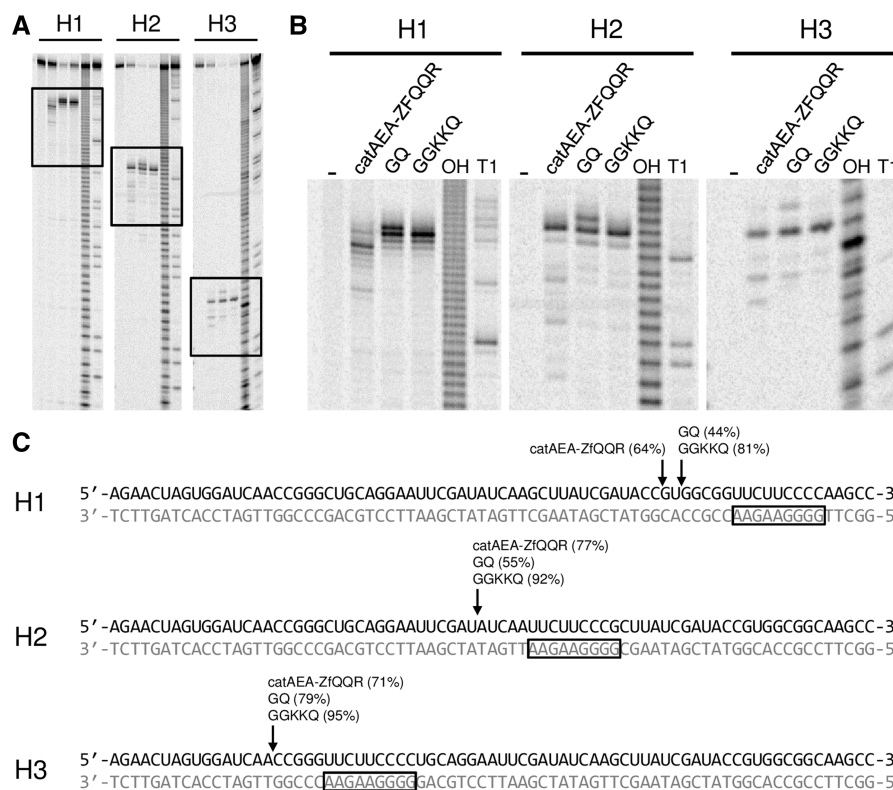 A
H1 H2 H3
B
H1 H2 H3
- catAEA-ZFQQR GQ GGKKQ OH T1
- catAEA-ZFQQR GQ GGKKQ OH T1
- catAEA-ZFQQR GQ GGKKQ OH T1
C
GQ (44%)
catAEA-ZfQQR (64%) GGKKQ (81%)
H1
5′-AGAACUAGUGGAUCAACCGGGCUGCAGGAAUUCGAUAUCAAGCUUAUCGAUACCGUGGCGGUUCUUCCCCAAGCC-3
3′-TCTTGATCACCTAGTTGGCCCGACGTCCTTAAGCTATAGTTCGAATAGCTATGGCACCGCCAAGAAGGGGTTCGG-5
catAEA-ZfQQR (77%)
GQ (55%)
GGKKQ (92%)
H2
5′-AGAACUAGUGGAUCAACCGGGCUGCAGGAAUUCGAUAUCAAUUCUUCCCGCUUAUCGAUACCGUGGCGGCAAGCC-3
3′-TCTTGATCACCTAGTTGGCCCGACGTCCTTAAGCTATAGTTAAGAAGGGGCGAATAGCTATGGCACCGCCTTCGG-5
catAEA-ZfQQR (71%)
GQ (79%)
GGKKQ (95%)
H3
5′-AGAACUAGUGGAUCAACCGGGUUCUUCCCCUGCAGGAAUUCGAUAUCAAGCUUAUCGAUACCGUGGCGGCAAGCC-3
3′-TCTTGATCACCTAGTTGGCCCAAGAAGGGGGACGTCCTTAAGCTATAGTTCGAATAGCTATGGCACCGCCTTCGG-5